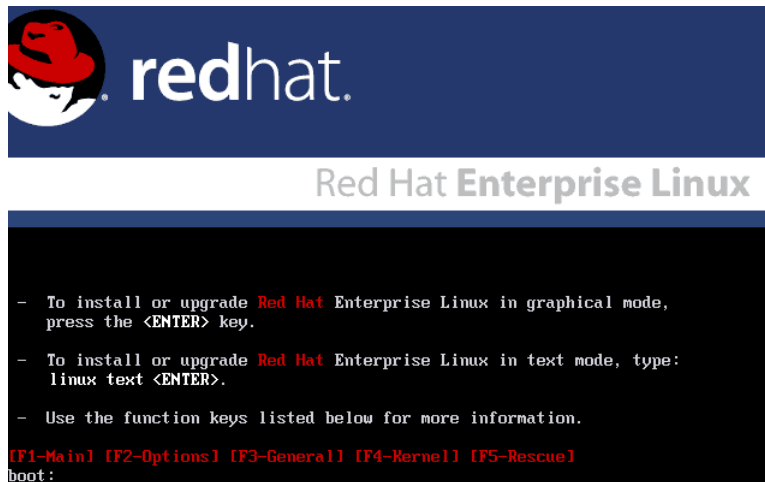 redhat.
Red Hat Enterprise Linux
- To install or upgrade Red Hat Enterprise Linux in graphical mode,
press the <ENTER> key.
- To install or upgrade Red Hat Enterprise Linux in text mode, type:
linux text <ENTER>.
- Use the function keys listed below for more information.
[F1-Main] [F2-Options] [F3-General] [F4-Kernel] [F5-Rescue]
boot: